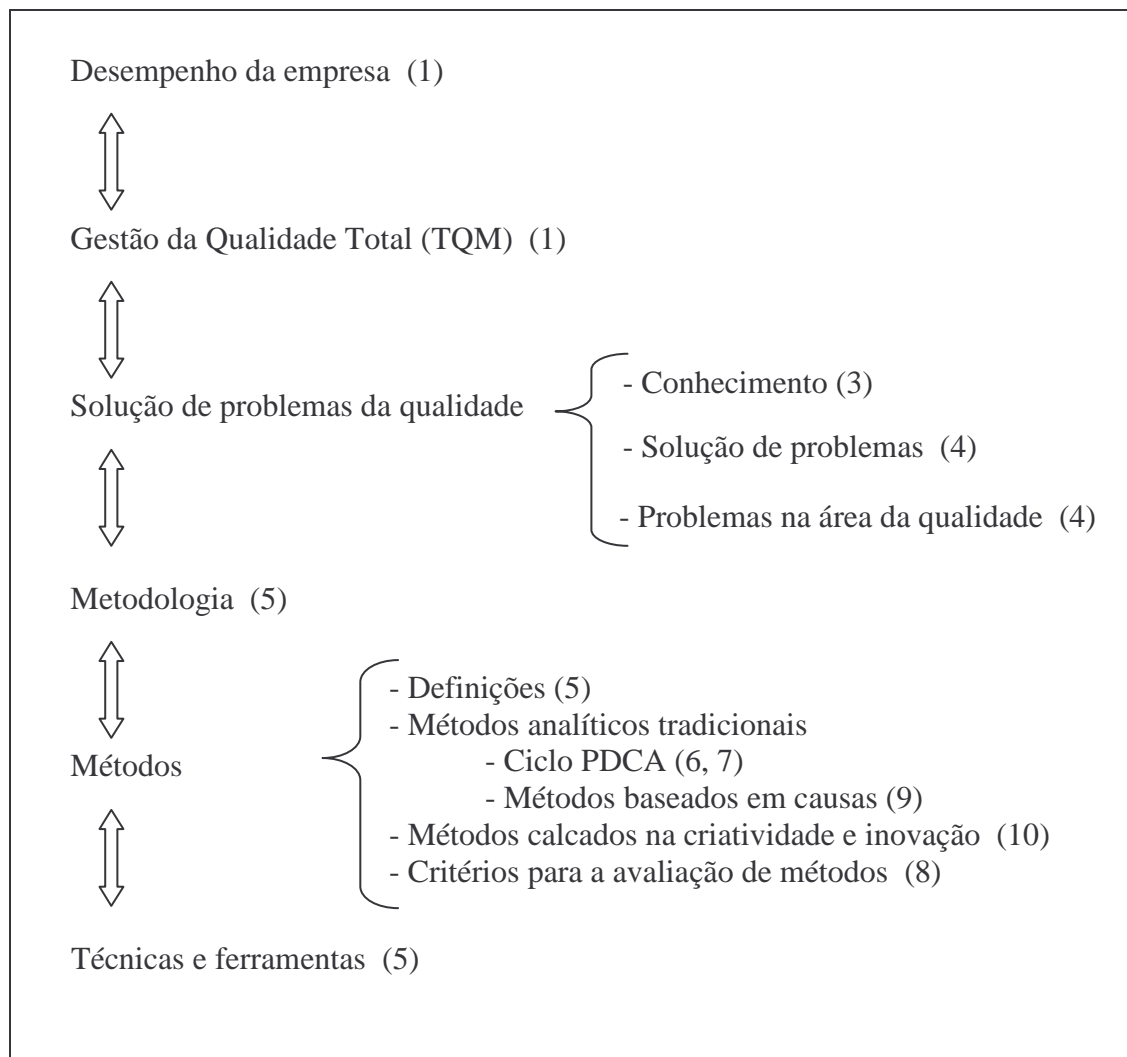 Desempenho da empresa (1)
Gestão da Qualidade Total (TQM) (1)
Solução de problemas da qualidade
- Conhecimento (3)
- Solução de problemas (4)
- Problemas na área da qualidade (4)
Metodologia (5)
Métodos
- Definições (5)
- Métodos analíticos tradicionais
- Ciclo PDCA (6, 7)
- Métodos baseados em causas (9)
- Métodos calcados na criatividade e inovação (10)
- Critérios para a avaliação de métodos (8)
Técnicas e ferramentas (5)